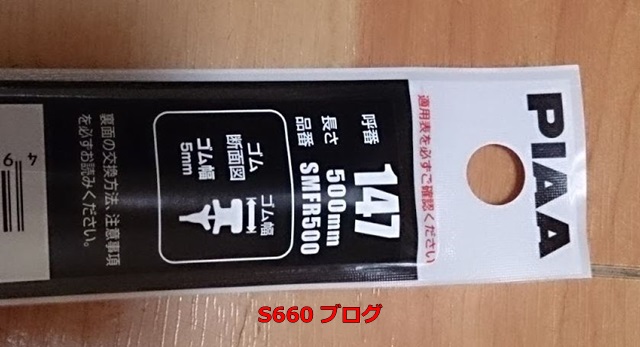 PIAA
適用表を必ずご確認ください
呼番 147
長さ 500mm
品番 SMFR500
ゴム幅
ゴム
断面図
ゴム幅
5mm
裏面の交換方法、注意事項
を必ずお読みください。
4 9
S660 ブログ